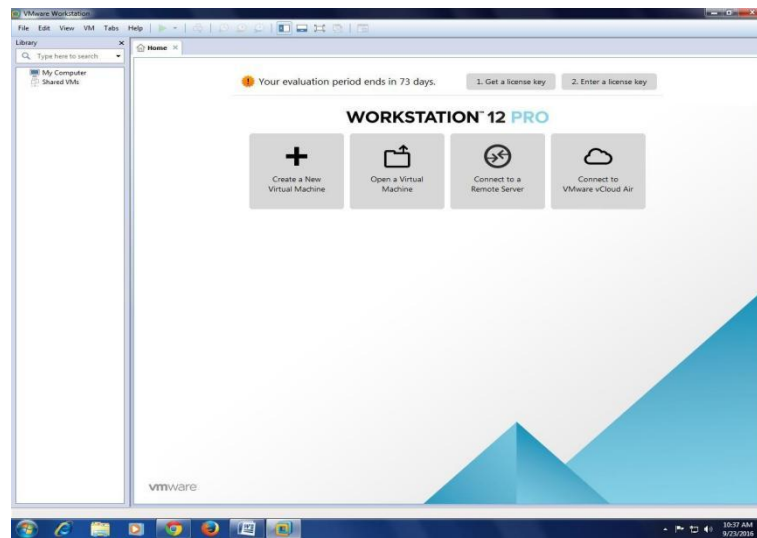 VMware Workstation
File Edit View VM Tabs Help
Library
Home
Type here to search
My Computer
Shared VMs
Your evaluation period ends in 73 days.
1. Get a license key
2. Enter a license key
WORKSTATION™ 12 PRO
Create a New
Virtual Machine
Open a Virtual
Machine
Connect to a
Remote Server
Connect to
VMware vCloud Air
vmware
10:37 AM
9/23/2016